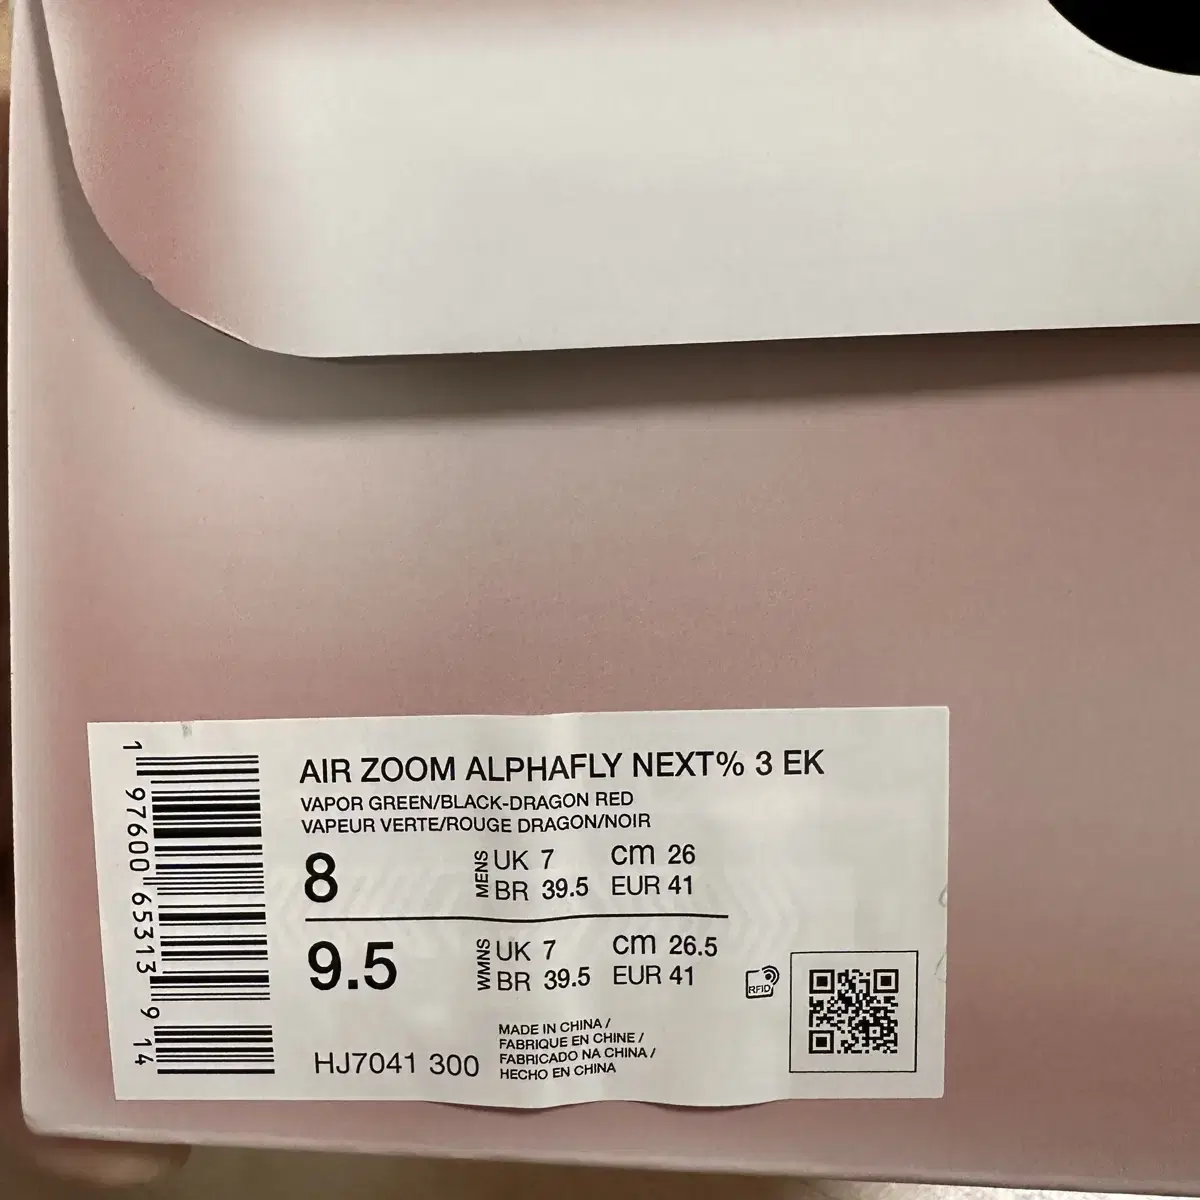 AIR ZOOM ALPHAFLY NEXT% 3 EK
VAPOR GREEN/BLACK-DRAGON RED
VAPEUR VERTE/ROUGE DRAGON/NOIR
8 MENS UK 7 cm 26
BR 39.5 EUR 41
9.5 WMNS UK 7 cm 26.5
BR 39.5 EUR 41
RFID
HJ7041 300
MADE IN CHINA /
FABRIQUE EN CHINE /
FABRICADO NA CHINA /
HECHO EN CHINA
1 97600 65313 9 14